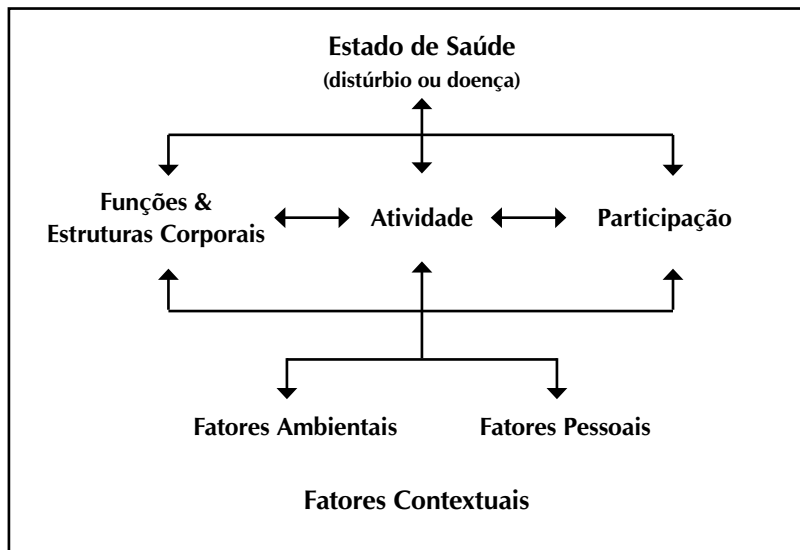 Estado de Saúde
(distúrbio ou doença)
Funções &
Estruturas Corporais
Atividade
Participação
Fatores Ambientais
Fatores Pessoais
Fatores Contextuais